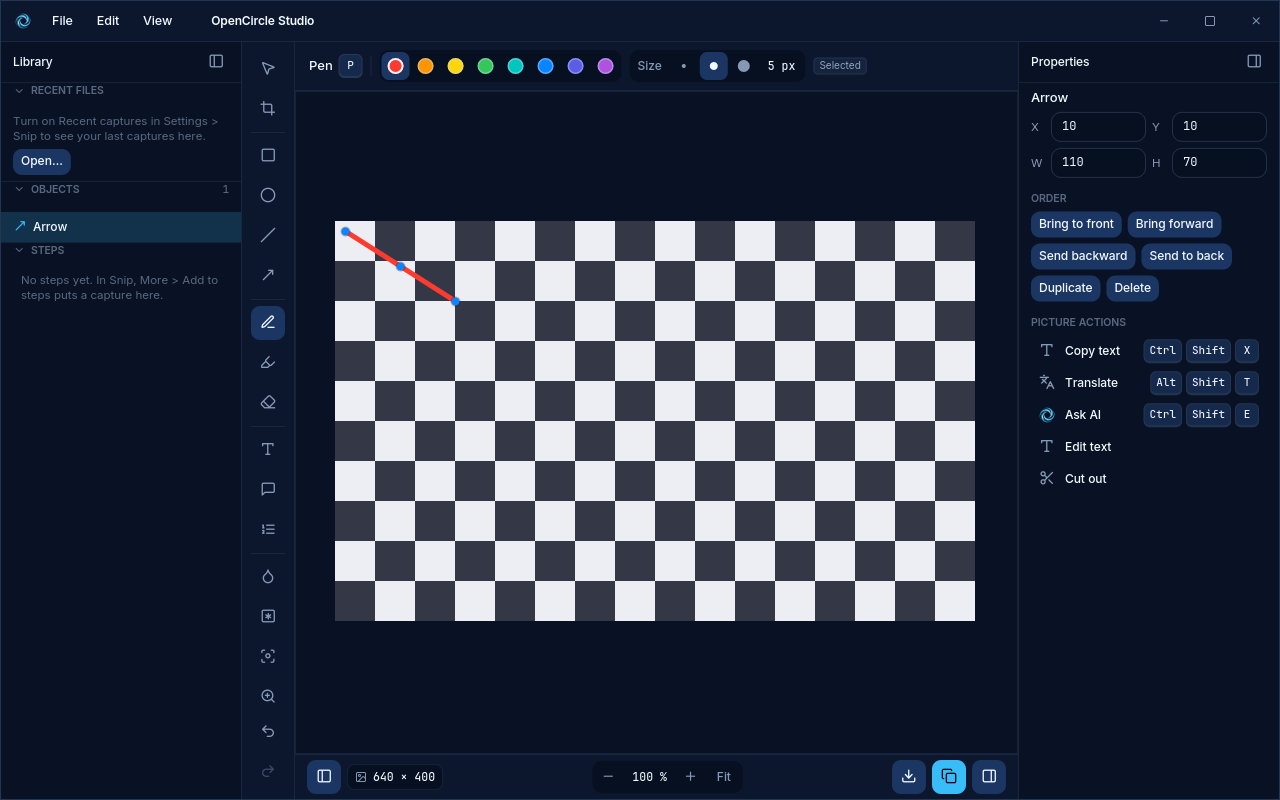 File Edit View OpenCircle Studio
Library
Pen P Size 5 px Selected
Properties
RECENT FILES
Turn on Recent captures in Settings >
Snip to see your last captures here.
Open...
OBJECTS 1
Arrow
STEPS
No steps yet. In Snip, More > Add to
steps puts a capture here.
Arrow
X 10 Y 10
W 110 H 70
ORDER
Bring to front Bring forward
Send backward Send to back
Duplicate Delete
PICTURE ACTIONS
Copy text Ctrl Shift X
Translate Alt Shift T
Ask AI Ctrl Shift E
Edit text
Cut out
640 × 400 100 % Fit